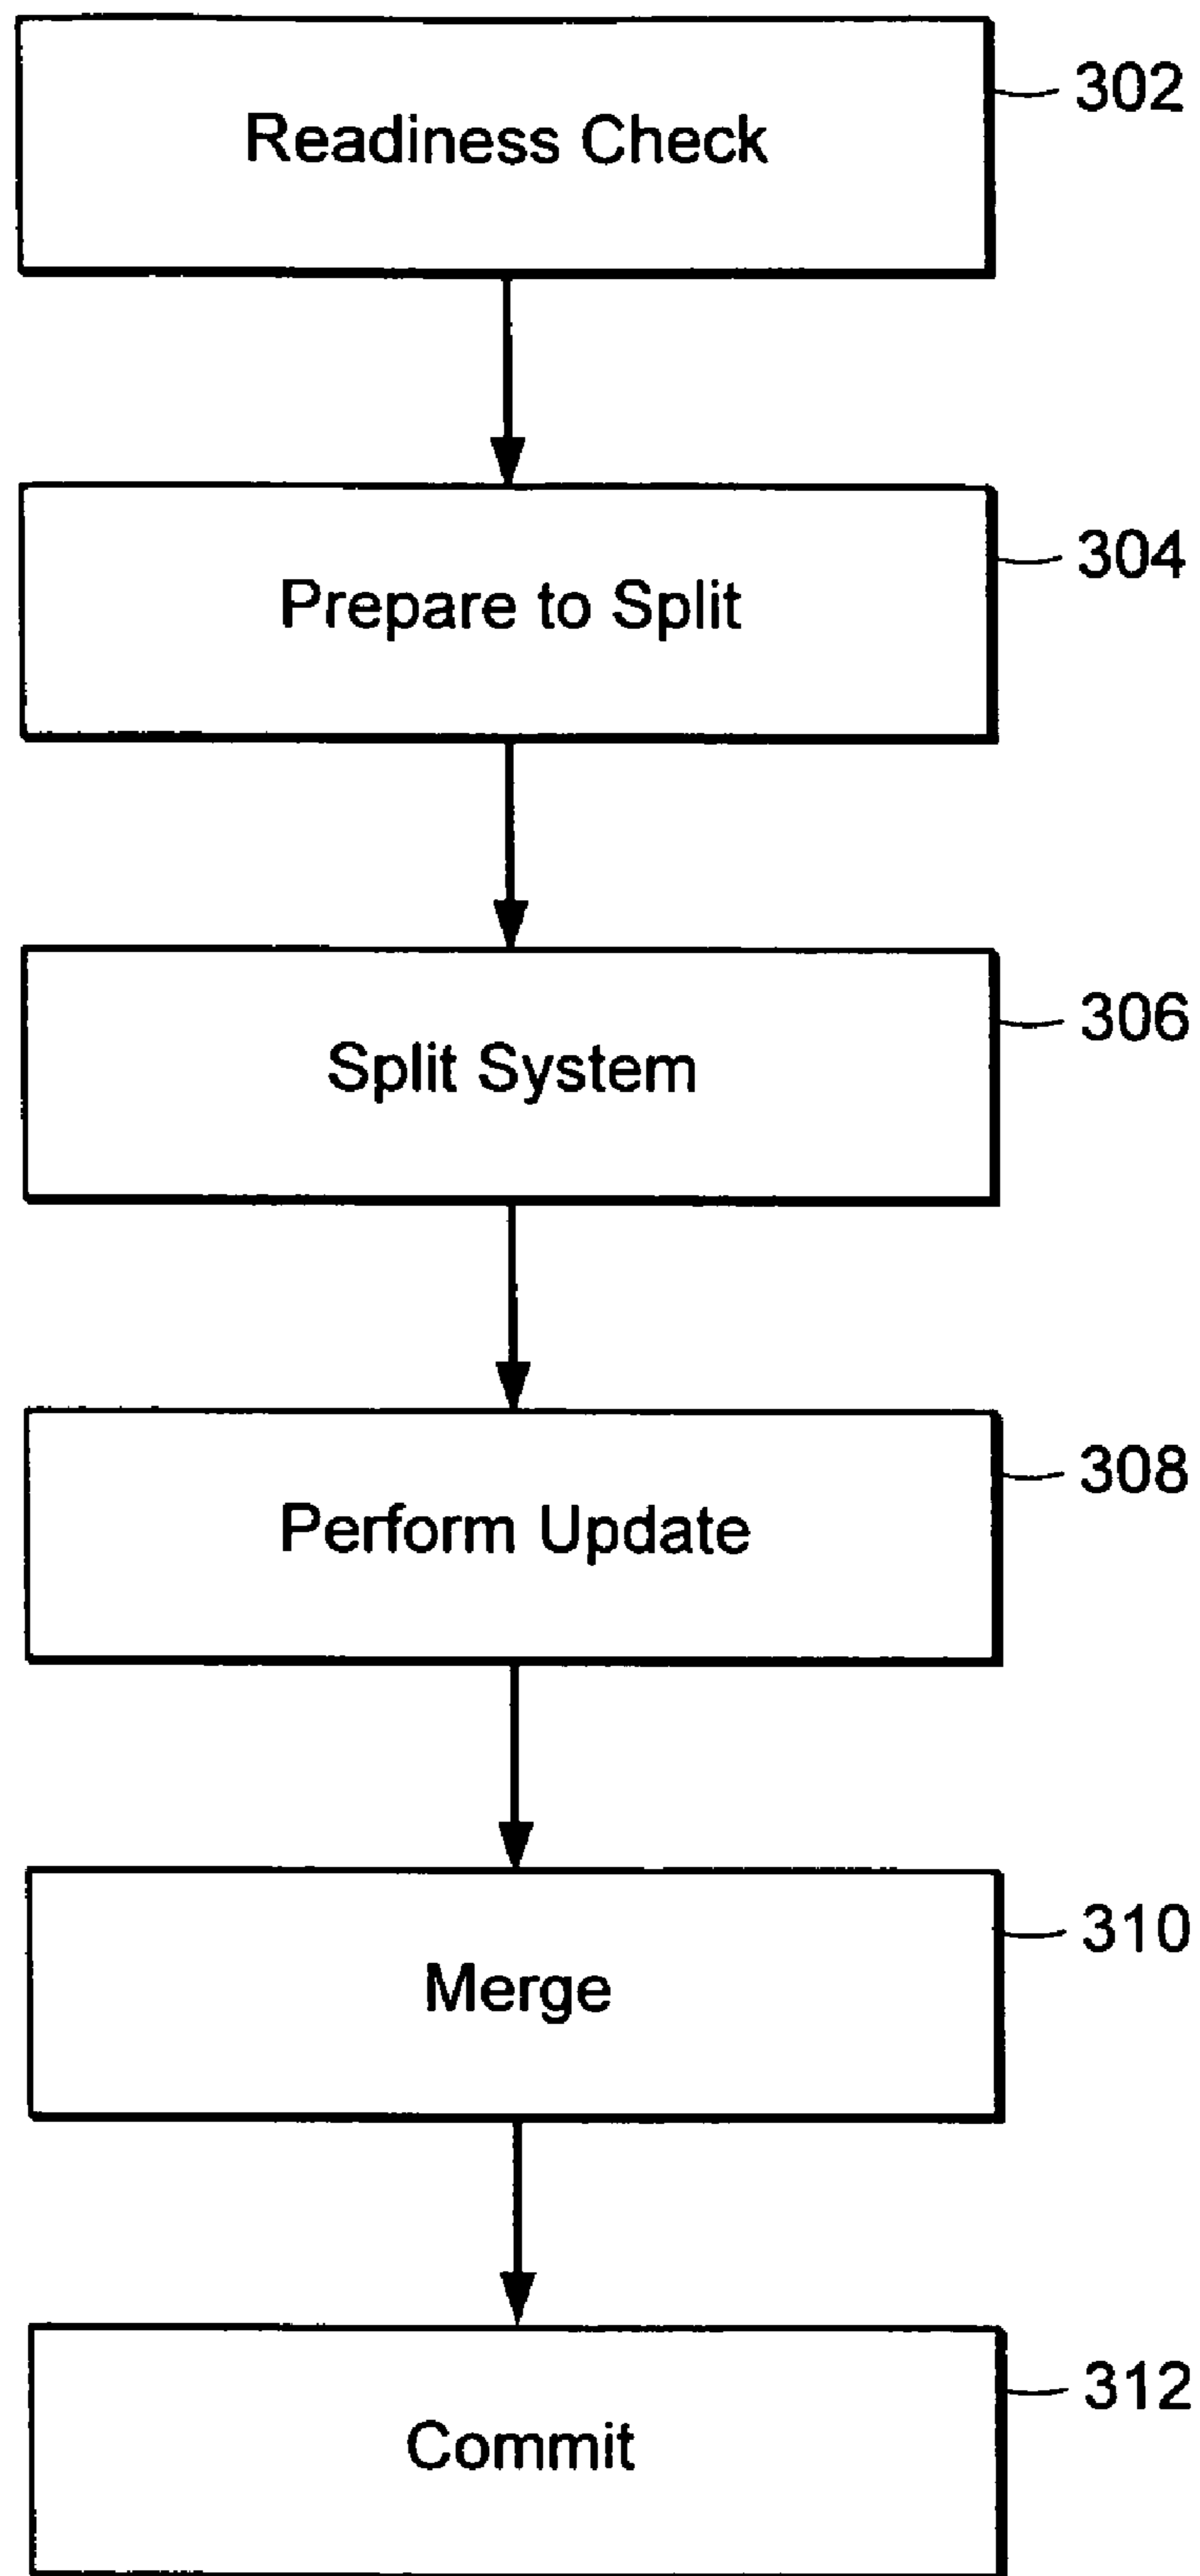 Readiness Check
302
Prepare to Split
304
Split System
306
Perform Update
308
Merge
310
Commit
312